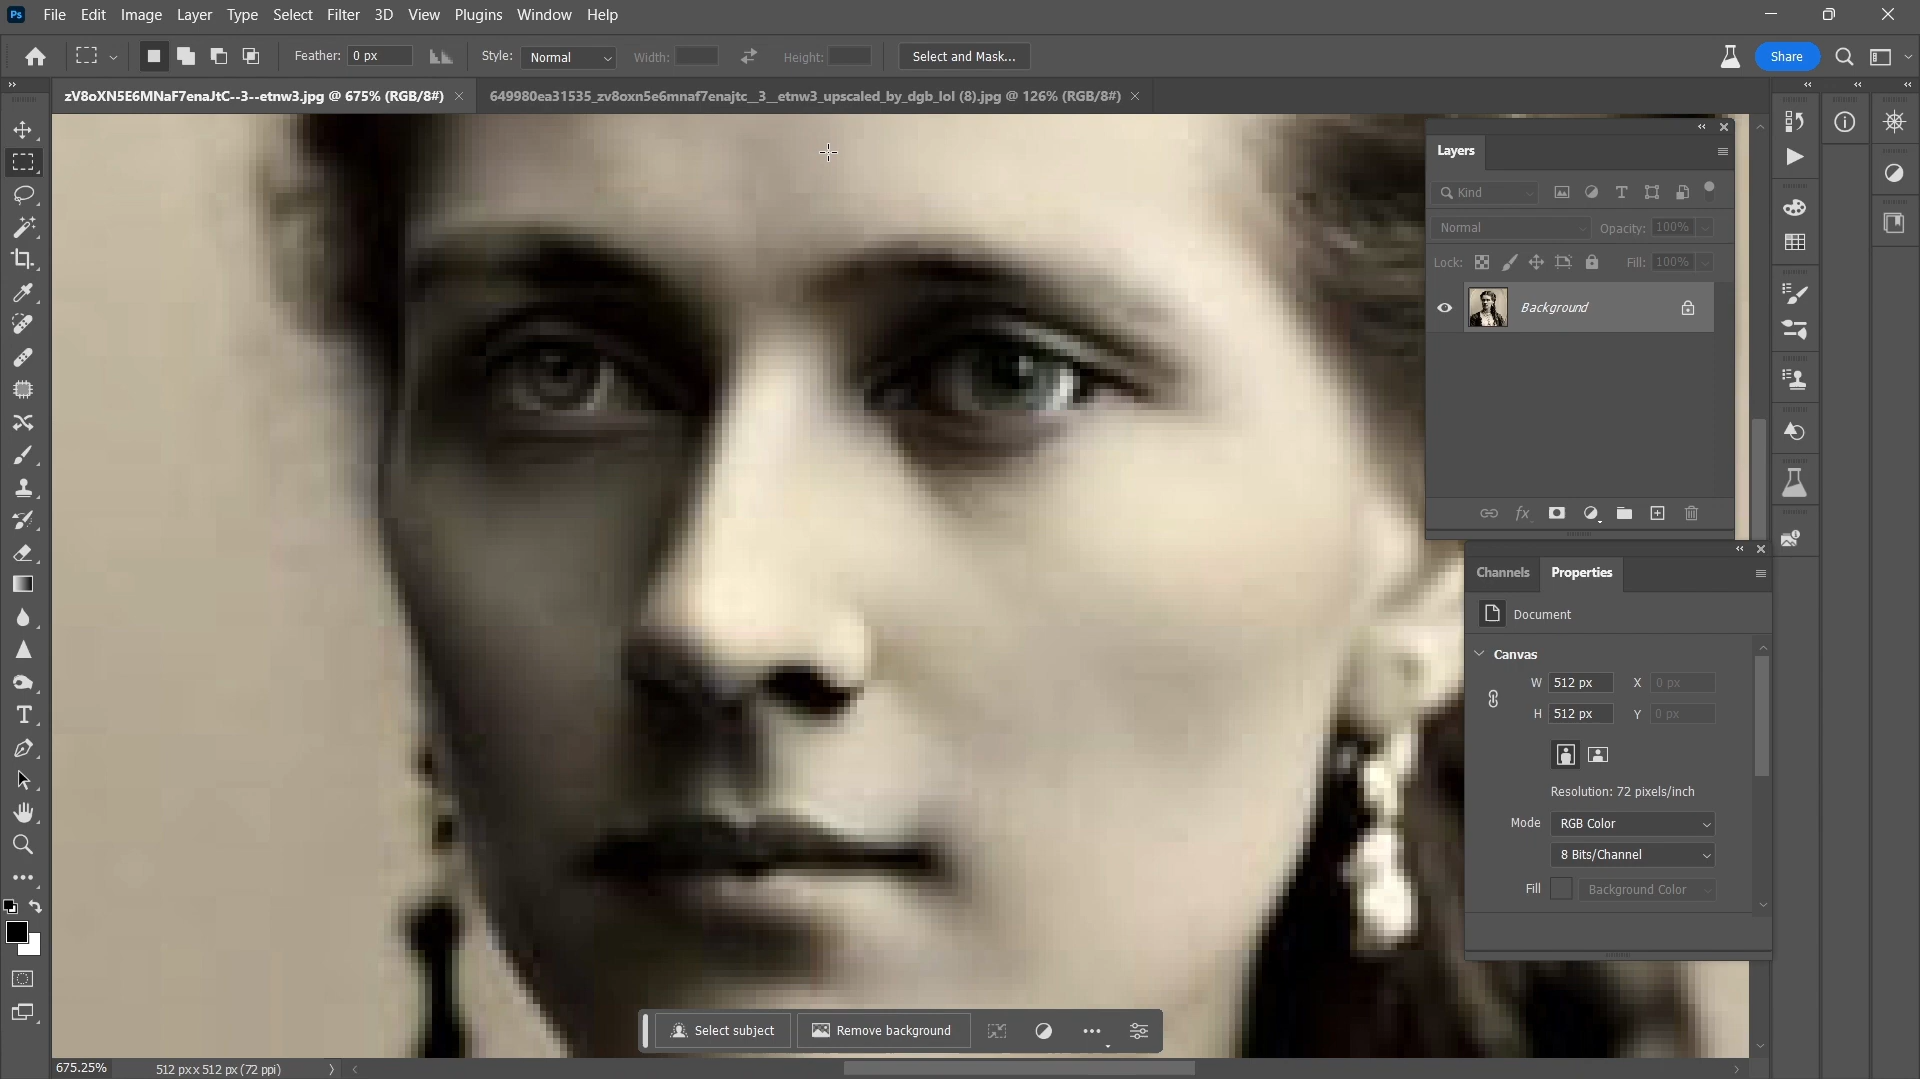 Ps File Edit Image Layer Type Select Filter 3D View Plugins Window Help
Feather: 0 px Style: Normal Width: Height: Select and Mask... Share
zV8oXN5E6MNaF7enaJtC--3--etnw3.jpg @ 675% (RGB/8#) × 649980ea31535_zv8oxn5e6mnaf7enajtc__3__etnw3_upscaled_by_dgb_lol (8).jpg @ 126% (RGB/8#) ×
Layers
Kind
Normal Opacity: 100%
Lock: Fill: 100%
Background
fx
Channels Properties
Document
Canvas
W 512 px X 0 px
H 512 px Y 0 px
Resolution: 72 pixels/inch
Mode RGB Color
8 Bits/Channel
Fill Background Color
Select subject Remove background
675.25% 512 px x 512 px (72 ppi)